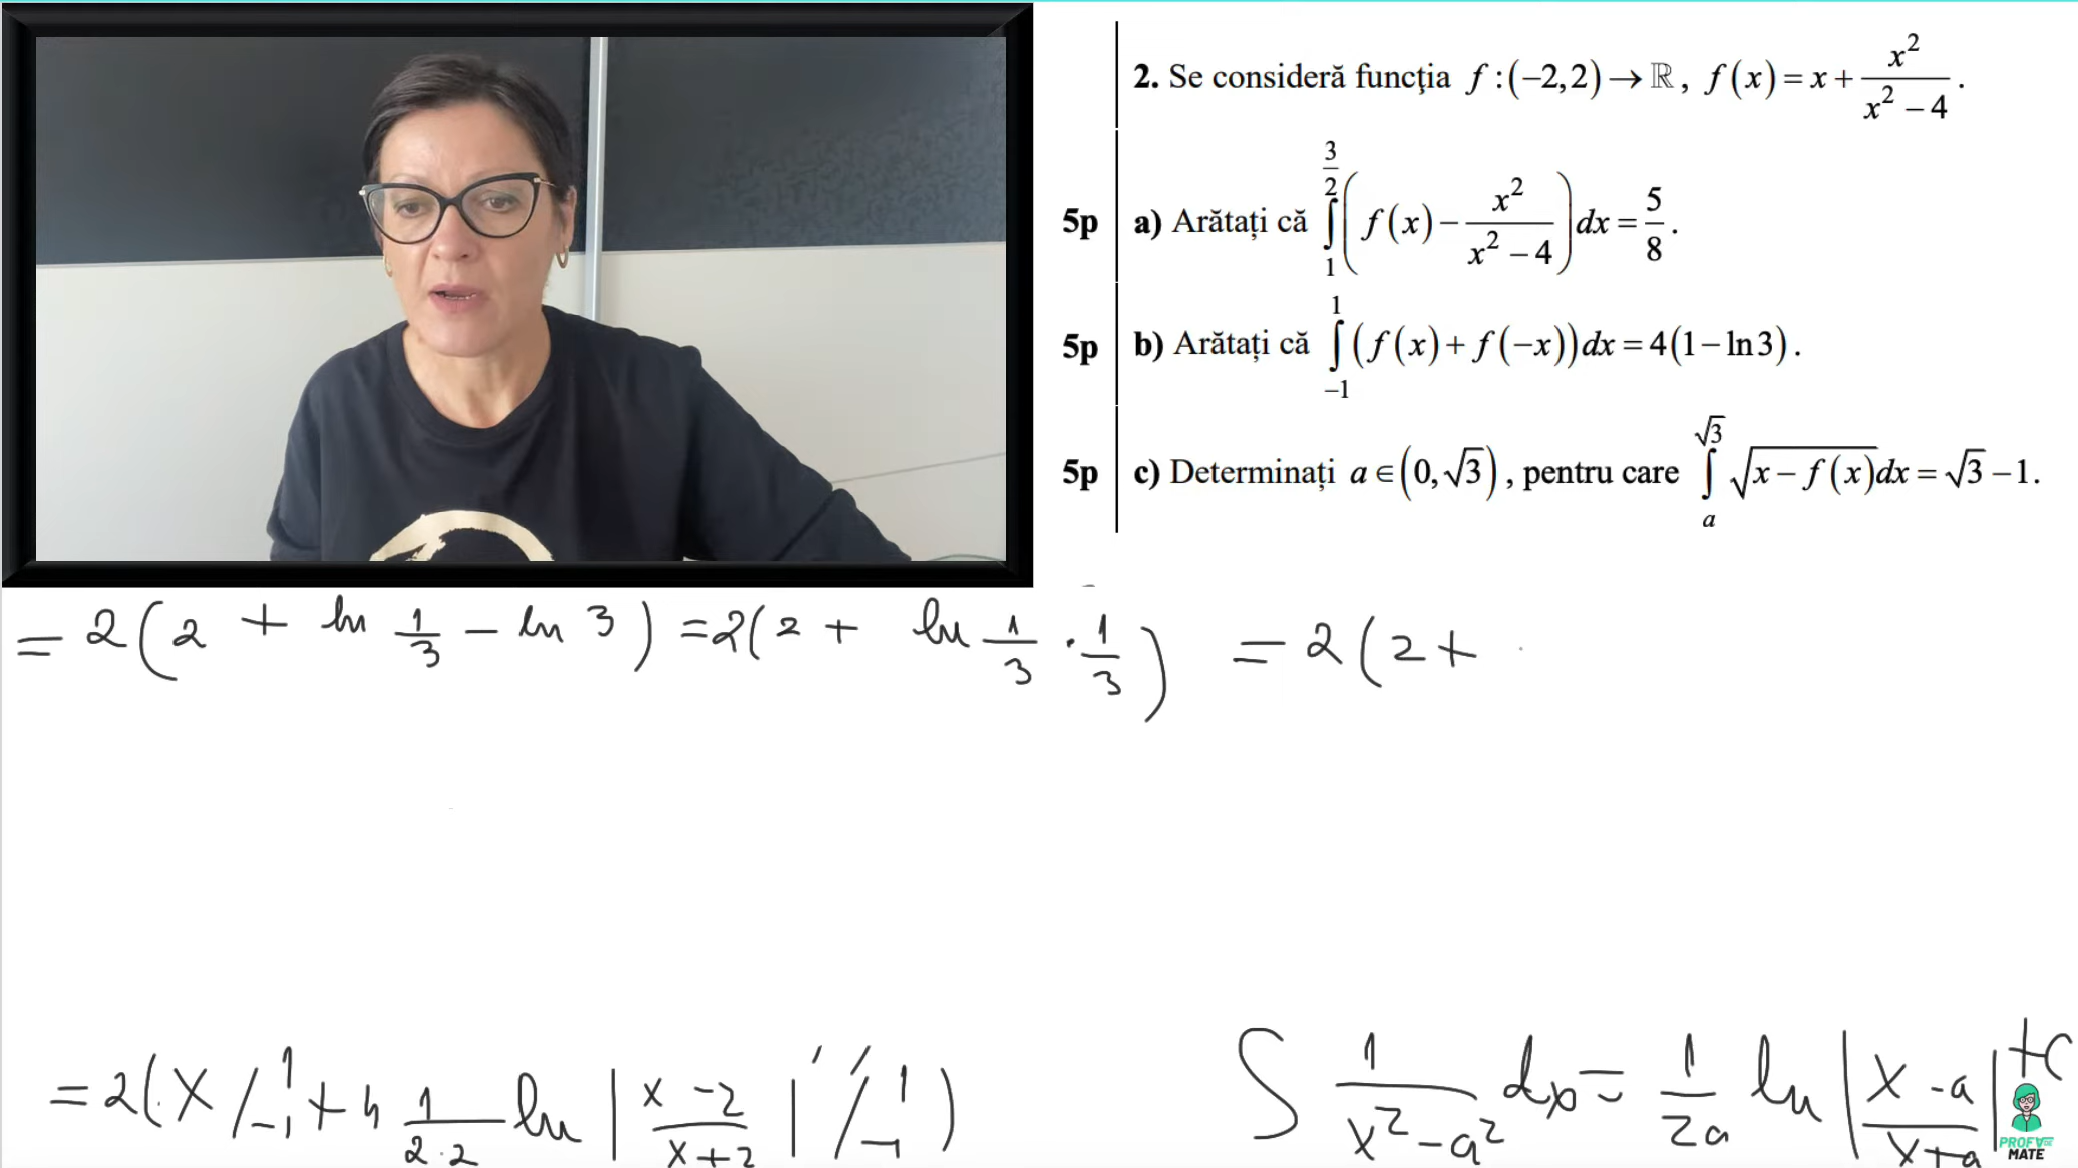 2. Se consideră funcția f:(−2,2)→ℝ, f(x)=x+x²/(x²−4).
5p a) Arătați că ∫₁^(3/2) (f(x)−x²/(x²−4))dx=5/8.
5p b) Arătați că ∫₋₁^1 (f(x)+f(−x))dx=4(1−ln3).
5p c) Determinați a∈(0,√3), pentru care ∫ₐ^(√3) √(x−f(x))dx=√3−1.
=2(2+ln 1/3 −ln 3)=2(2+ ln 1/3·1/3) =2(2+
=2(x/₋₁^1+4 1/(2·2) ln|(x−2)/(x+2)|/₋₁^1)
∫ 1/(x²−a²) dx= 1/(2a) ln|(x−a)/(x+a)|+C
PROFA DE
MATE